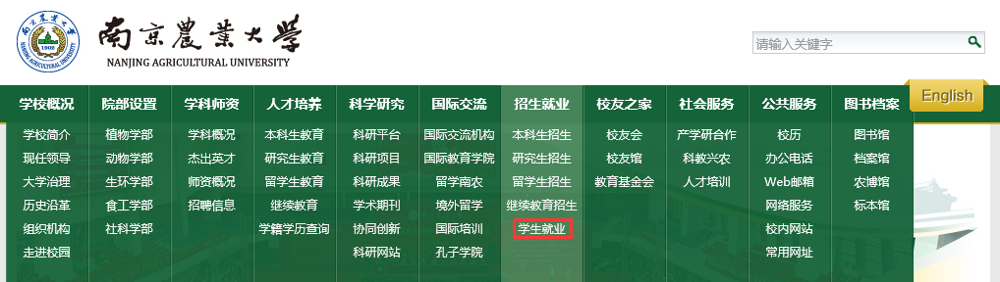 南京農業大學
NANJING AGRICULTURAL UNIVERSITY
1902
请输入关键字
English
学校概况 院部设置 学科师资 人才培养 科学研究 国际交流 招生就业 校友之家 社会服务 公共服务 图书档案
学校简介 植物学部 学科概况 本科生教育 科研平台 国际交流机构 本科生招生 校友会 产学研合作 校历 图书馆
现任领导 动物学部 杰出英才 研究生教育 科研项目 国际教育学院 研究生招生 校友馆 科教兴农 办公电话 档案馆
大学治理 生环学部 师资概况 留学生教育 科研成果 留学南农 留学生招生 教育基金会 人才培训 Web邮箱 农博馆
历史沿革 食工学部 招聘信息 继续教育 学术期刊 境外留学 继续教育招生 网络服务 标本馆
组织机构 社科学部 学籍学历查询 协同创新 国际培训 学生就业 校内网站
走进校园 科研网站 孔子学院 常用网址